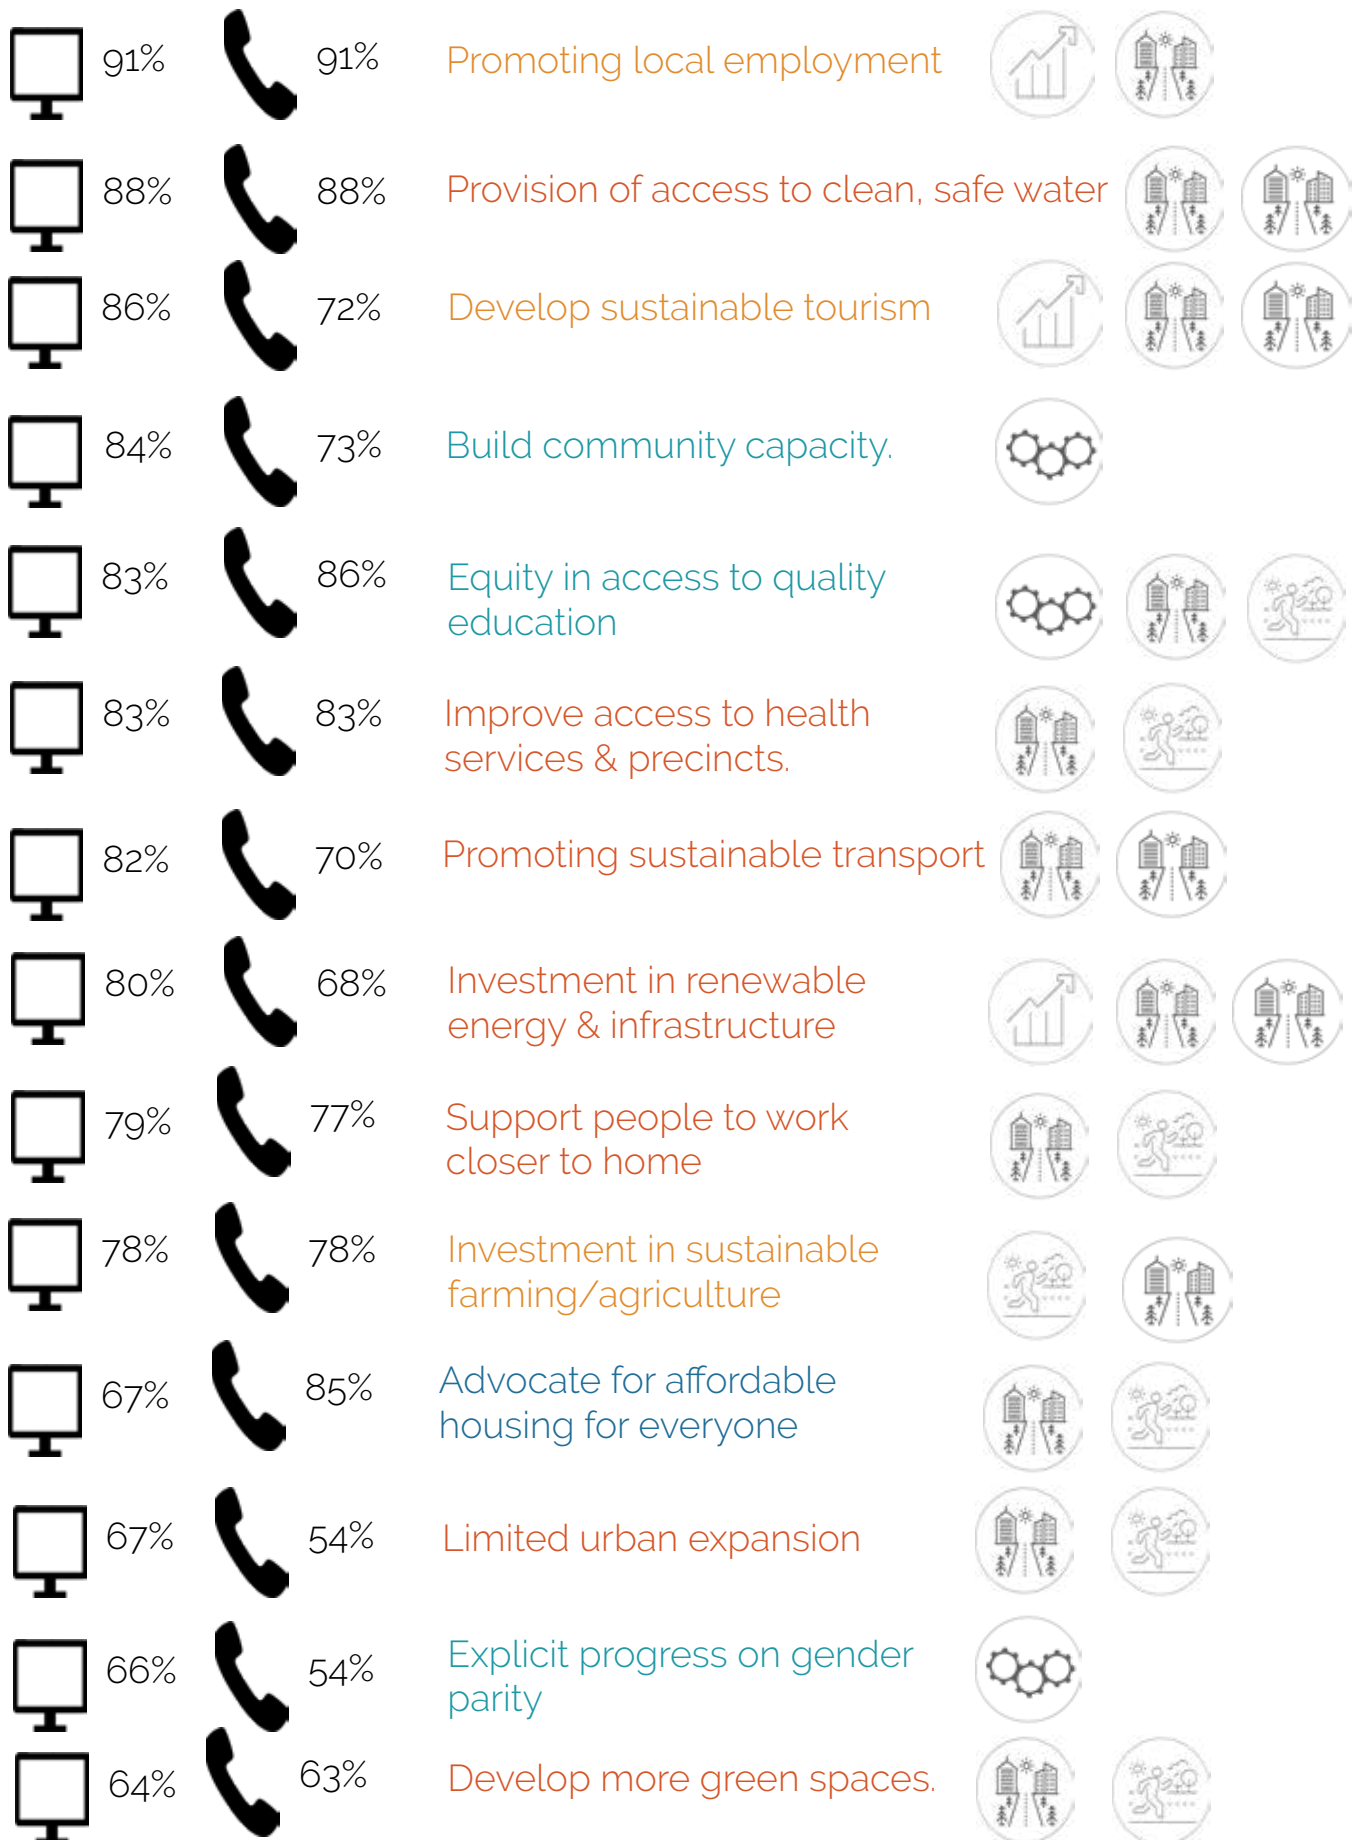 91% 91% Promoting local employment
88% 88% Provision of access to clean, safe water
86% 72% Develop sustainable tourism
84% 73% Build community capacity.
83% 86% Equity in access to quality
education
83% 83% Improve access to health
services & precincts.
82% 70% Promoting sustainable transport
80% 68% Investment in renewable
energy & infrastructure
79% 77% Support people to work
closer to home
78% 78% Investment in sustainable
farming/agriculture
67% 85% Advocate for affordable
housing for everyone
67% 54% Limited urban expansion
66% 54% Explicit progress on gender
parity
64% 63% Develop more green spaces.